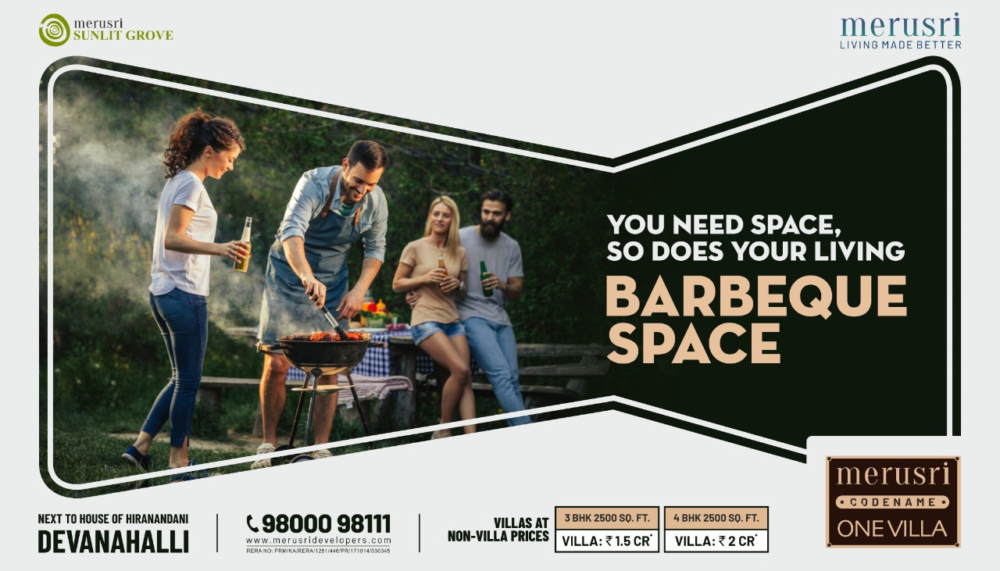 merusri
SUNLIT GROVE
merusri
LIVING MADE BETTER
YOU NEED SPACE,
SO DOES YOUR LIVING
BARBEQUE
SPACE
merusri
CODENAME
ONE VILLA
NEXT TO HOUSE OF HIRANANDANI
DEVANAHALLI
98000 98111
www.merusridevelopers.com
RERA NO: PRM/KA/RERA/1251/446/PR/171014/000345
VILLAS AT
NON-VILLA PRICES
3 BHK 2500 SQ. FT.
VILLA: ₹ 1.5 CR*
4 BHK 2500 SQ. FT.
VILLA: ₹ 2 CR*